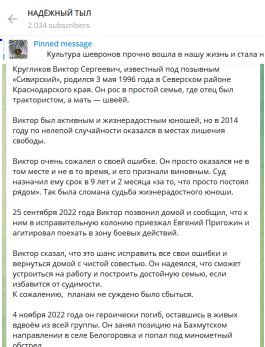 НАДЁЖНЫЙ ТЫЛ
2 034 subscribers
Pinned message
Культура шевронов прочно вошла в нашу жизнь и стала н
Кругликов Виктор Сергеевич, известный под позывным
«Сивирский», родился 3 мая 1996 года в Северском районе
Краснодарского края. Он рос в простой семье, где отец был
трактористом, а мать — швеёй.
Виктор был активным и жизнерадостным юношей, но в 2014
году по нелепой случайности оказался в местах лишения
свободы.
Виктор очень сожалел о своей ошибке. Он просто оказался не в
том месте и не в то время, и его признали виновным. Суд
назначил ему срок в 9 лет и 2 месяца «за то, что просто постоял
рядом». Так была сломана судьба жизнерадостного юноши.
25 сентября 2022 года Виктор позвонил домой и сообщил, что к
ним в исправительную колонию приезжал Евгений Пригожин и
агитировал поехать в зону боевых действий.
Виктор сказал, что это шанс исправить все свои ошибки и
вернуться домой с чистой совестью. Он надеялся, что сможет
устроиться на работу и построить достойную семью, если
избавится от судимости.
К сожалению, планам не суждено было сбыться.
4 ноября 2022 года он героически погиб, оставшись в живых
вдвоём из всей группы. Он занял позицию на Бахмутском
направлении в селе Белогоровка и попал под минометный
обстрел